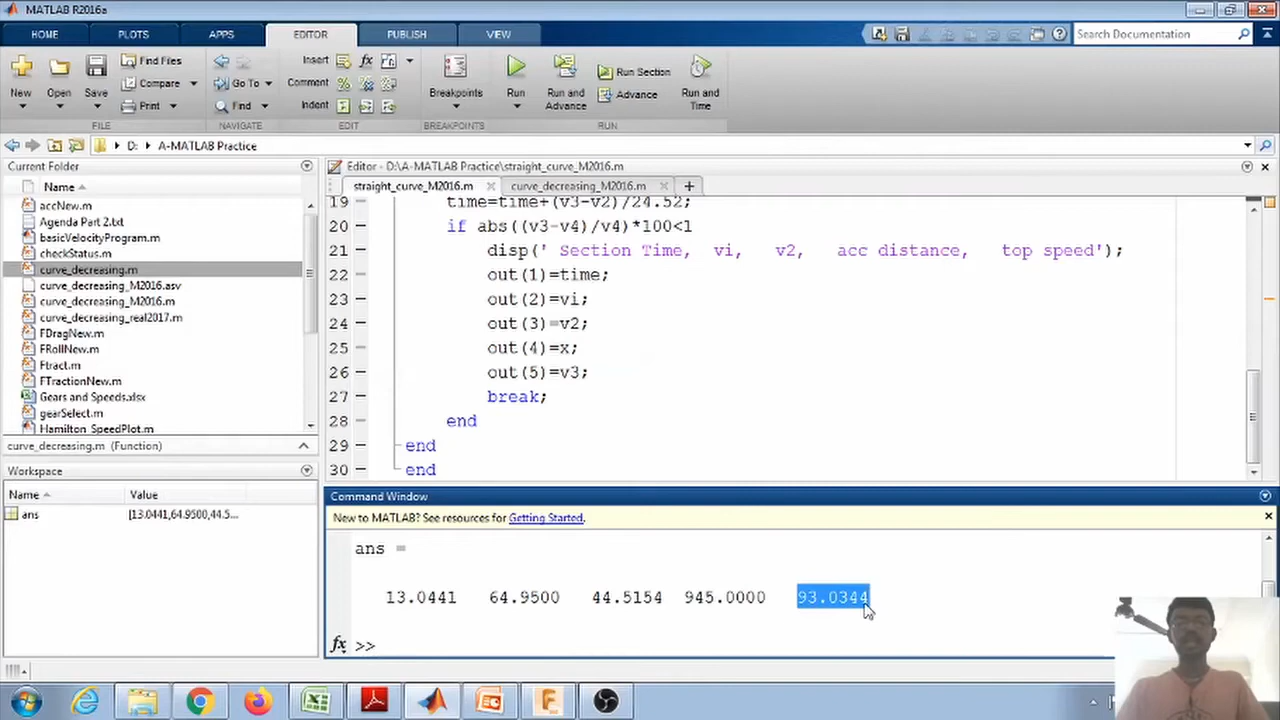 MATLAB R2016a
HOME PLOTS APPS EDITOR PUBLISH VIEW
Search Documentation
New Open Save Find Files Compare Print
Go To Find
Insert fx
Comment
Indent
Breakpoints
Run Run and Advance Run Section Advance Run and Time
FILE NAVIGATE EDIT BREAKPOINTS RUN
D: A-MATLAB Practice
Current Folder
Name
accNew.m
Agenda Part 2.txt
basicVelocityProgram.m
checkStatus.m
curve_decreasing.m
curve_decreasing_M2016.asv
curve_decreasing_M2016.m
curve_decreasing_real2017.m
FDragNew.m
FRollNew.m
Ftract.m
FTractionNew.m
Gears and Speeds.xlsx
gearSelect.m
Hamilton_SpeedPlot.m
curve_decreasing.m (Function)
Workspace
Name Value
ans [13.0441,64.9500,44.5...
Editor - D:\A-MATLAB Practice\straight_curve_M2016.m
straight_curve_M2016.m curve_decreasing_M2016.m
19 time=time+(v3-v2)/24.52;
20 if abs((v3-v4)/v4)*100<1
21 disp(' Section Time, vi, v2, acc distance, top speed');
22 out(1)=time;
23 out(2)=vi;
24 out(3)=v2;
25 out(4)=x;
26 out(5)=v3;
27 break;
28 end
29 end
30 end
Command Window
New to MATLAB? See resources for Getting Started.
ans =
13.0441 64.9500 44.5154 945.0000 93.0344
fx >>